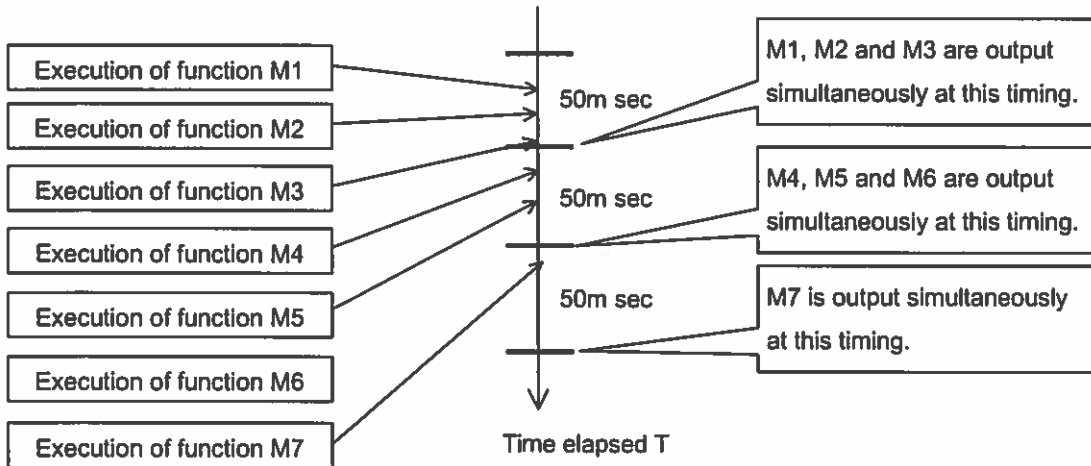 Execution of function M1
Execution of function M2
Execution of function M3
Execution of function M4
Execution of function M5
Execution of function M6
Execution of function M7
50m sec
50m sec
50m sec
Time elapsed T
M1, M2 and M3 are output
simultaneously at this timing.
M4, M5 and M6 are output
simultaneously at this timing.
M7 is output simultaneously
at this timing.